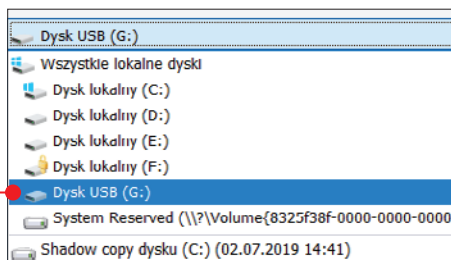 Dysk USB (G:)
Wszystkie lokalne dyski
Dysk lokalny (C:)
Dysk lokalny (D:)
Dysk lokalny (E:)
Dysk lokalny (F:)
Dysk USB (G:)
System Reserved (\\?\Volume{8325f38f-0000-0000-0000
Shadow copy dysku (C:) (02.07.2019 14:41)